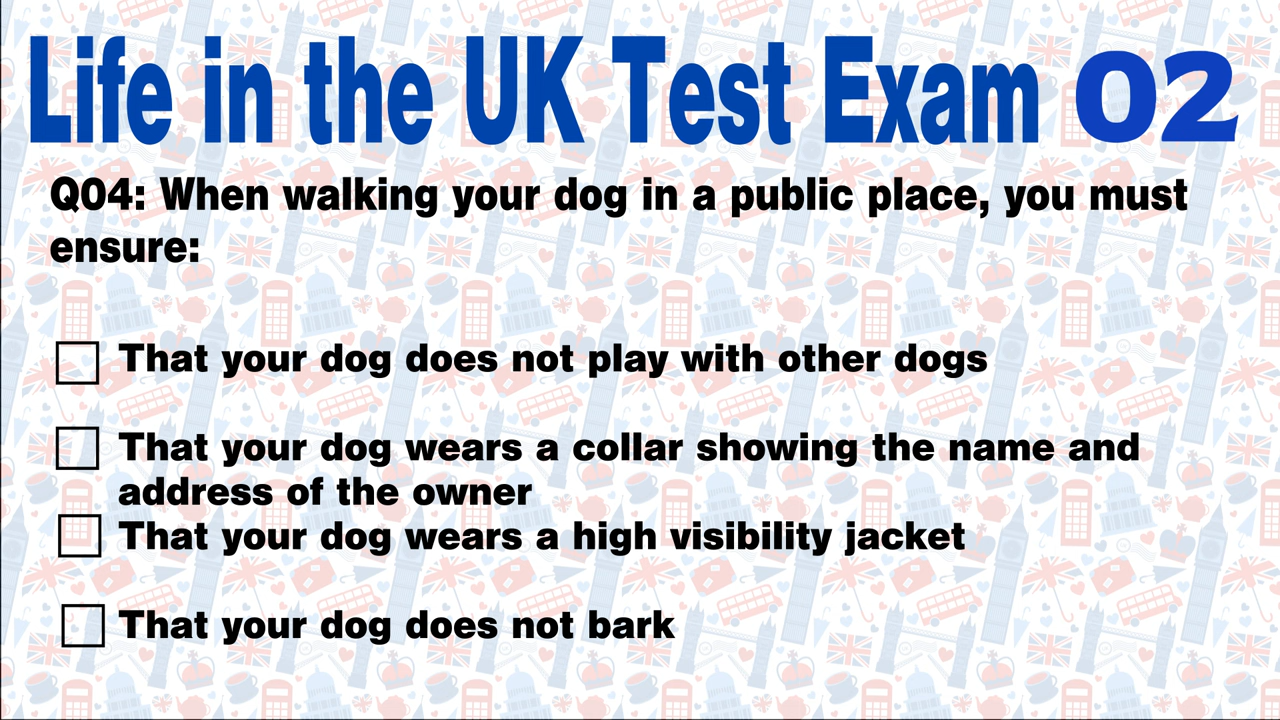 Life in the UK Test Exam 02
Q04: When walking your dog in a public place, you must
ensure:
That your dog does not play with other dogs
That your dog wears a collar showing the name and
address of the owner
That your dog wears a high visibility jacket
That your dog does not bark